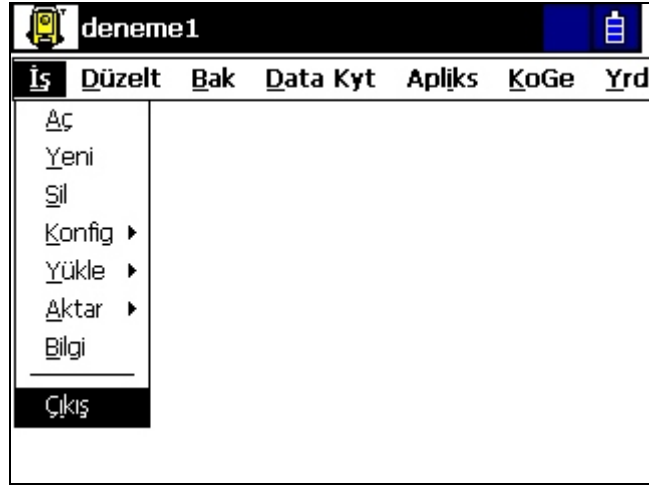 deneme1
İş Düzelt Bak Data Kyt Apliks KoGe Yrd
Aç
Yeni
Sil
Konfig
Yükle
Aktar
Bilgi
Çıkış